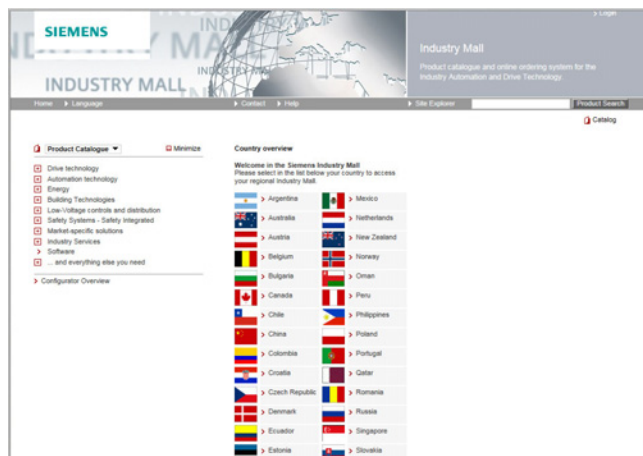 Login
SIEMENS
IND
INDUSTRY MA
INDUSTRY
INDUSTRY MALL
Industry Mall
Product catalogue and online ordering system for the
Industry Automation and Drive Technology.
Home Language Contact Help Site Explorer Product Search
Catalog
Product Catalogue Minimize
Drive technology
Automation technology
Energy
Building Technologies
Low-Voltage controls and distribution
Safety Systems - Safety Integrated
Market-specific solutions
Industry Services
Software
... and everything else you need
Configurator Overview
Country overview
Welcome in the Siemens Industry Mall
Please select in the list below your country to access
your regional Industry Mall.
Argentina Mexico
Australia Netherlands
Austria New Zealand
Belgium Norway
Bulgaria Oman
Canada Peru
Chile Philippines
China Poland
Colombia Portugal
Croatia Qatar
Czech Republic Romania
Denmark Russia
Ecuador Singapore
Estonia Slovakia